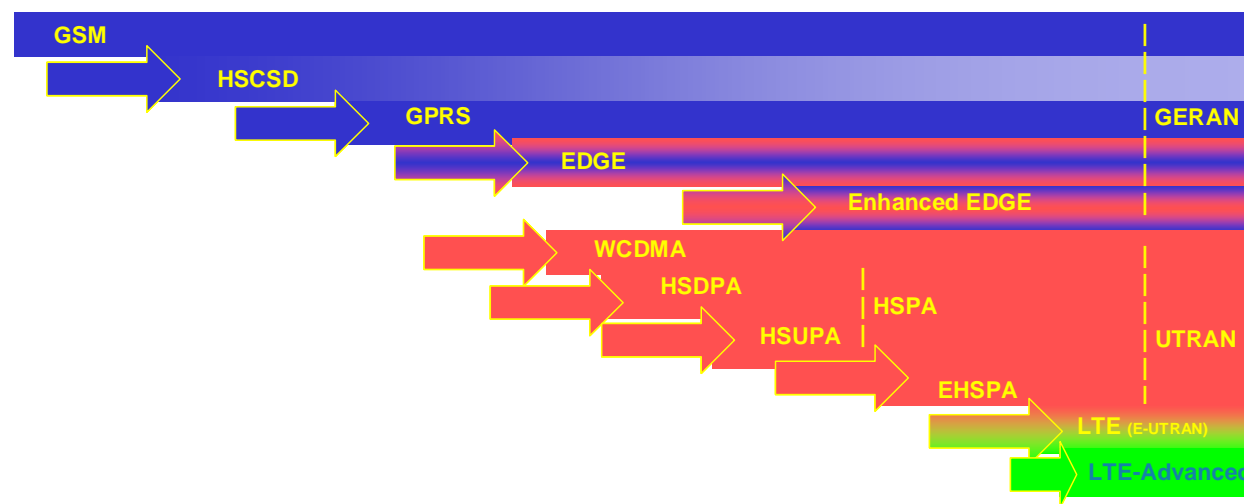 GSM
HSCSD
GPRS
GERAN
EDGE
Enhanced EDGE
WCDMA
HSDPA
HSPA
HSUPA
UTRAN
EHSPA
LTE (E-UTRAN)
LTE-Advanced